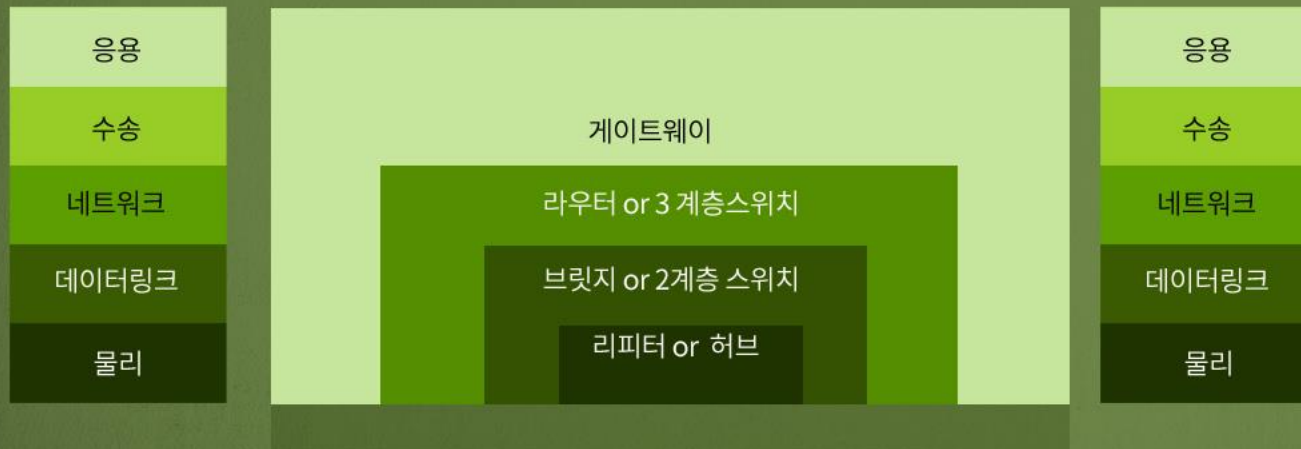 응용
수송
네트워크
데이터링크
물리
게이트웨이
라우터 or 3 계층스위치
브릿지 or 2계층 스위치
리피터 or 허브
응용
수송
네트워크
데이터링크
물리